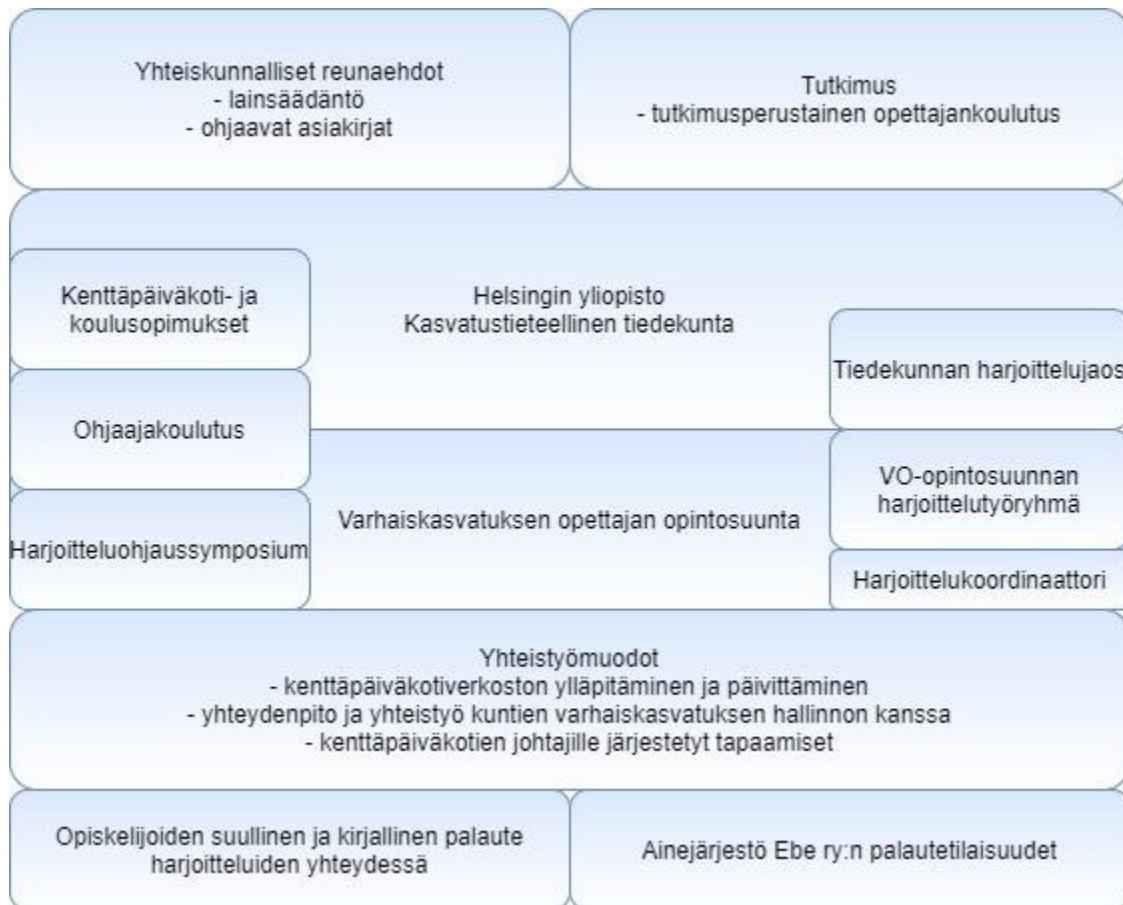 Yhteiskunnalliset reunaehdot
- lainsäädäntö
- ohjaavat asiakirjat
Tutkimus
- tutkimusperustainen opettajankoulutus
Kenttäpäiväkoti- ja
koulusopimukset
Helsingin yliopisto
Kasvatustieteellinen tiedekunta
Tiedekunnan harjoittelujaos
Ohjaajakoulutus
VO-opintosuunnan
harjoittelutyöryhmä
Varhaiskasvatuksen opettajan opintosuunta
Harjoitteluohjaussymposium
Harjoittelukoordinaattori
Yhteistyömuodot
- kenttäpäiväkotiverkoston ylläpitäminen ja päivittäminen
- yhteydenpito ja yhteistyö kuntien varhaiskasvatuksen hallinnon kanssa
- kenttäpäiväkotien johtajille järjestetyt tapaamiset
Opiskelijoiden suullinen ja kirjallinen palaute
harjoitteluiden yhteydessä
Ainejärjestö Ebe ry:n palautetilaisuudet